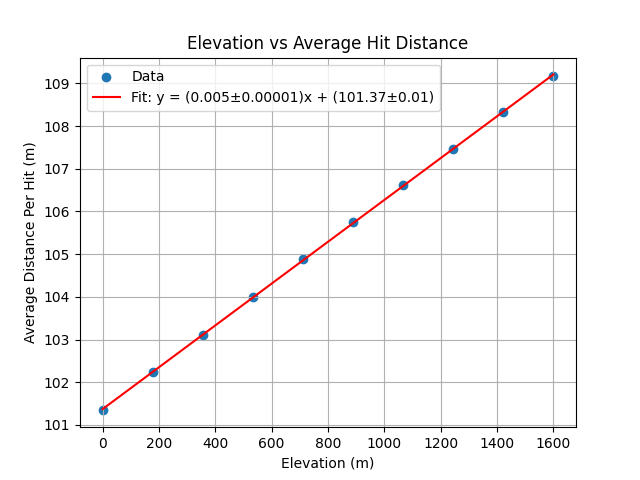 Elevation vs Average Hit Distance
Data
Fit: y = (0.005±0.00001)x + (101.37±0.01)
Average Distance Per Hit (m)
109
108
107
106
105
104
103
102
101
0 200 400 600 800 1000 1200 1400 1600
Elevation (m)